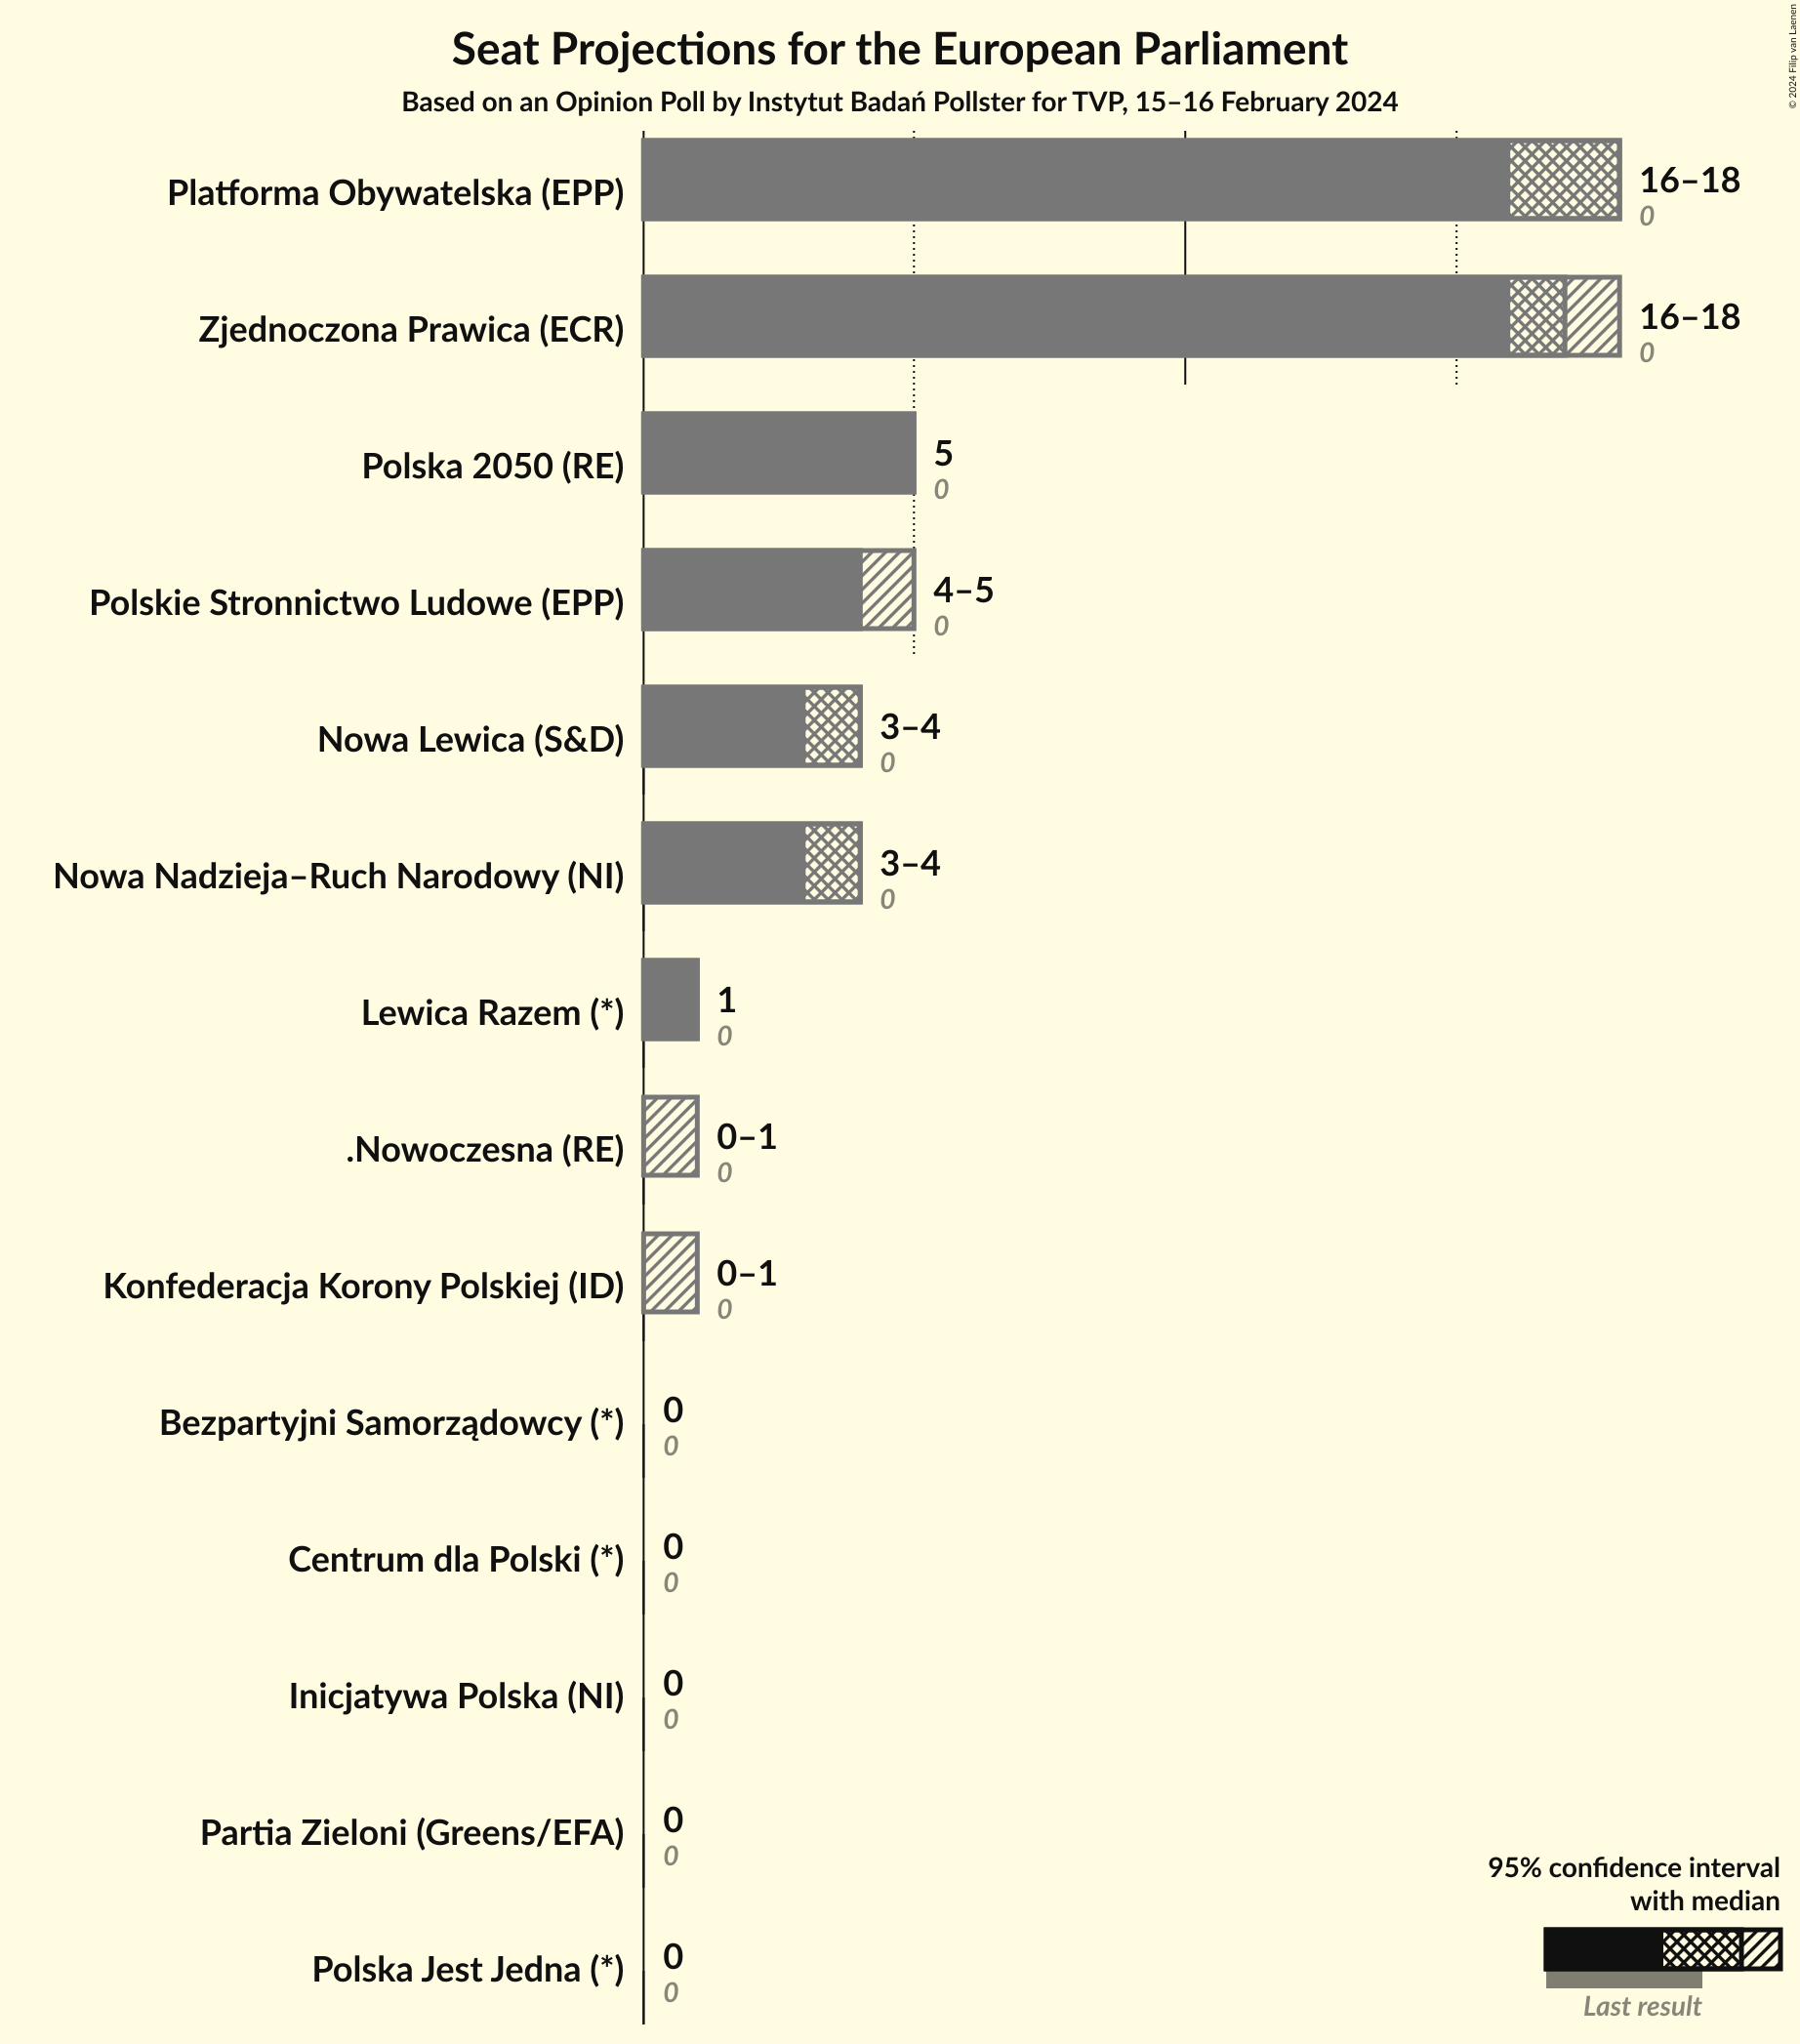 Seat Projections for the European Parliament
Based on an Opinion Poll by Instytut Badań Pollster for TVP, 15–16 February 2024
© 2024 Filip van Laenen
Platforma Obywatelska (EPP)
16–18
0
Zjednoczona Prawica (ECR)
16–18
0
Polska 2050 (RE)
5
0
Polskie Stronnictwo Ludowe (EPP)
4–5
0
Nowa Lewica (S&D)
3–4
0
Nowa Nadzieja–Ruch Narodowy (NI)
3–4
0
Lewica Razem (*)
1
0
.Nowoczesna (RE)
0–1
0
Konfederacja Korony Polskiej (ID)
0–1
0
Bezpartyjni Samorządowcy (*)
0
0
Centrum dla Polski (*)
0
0
Inicjatywa Polska (NI)
0
0
Partia Zieloni (Greens/EFA)
0
0
Polska Jest Jedna (*)
0
0
95% confidence interval
with median
Last result